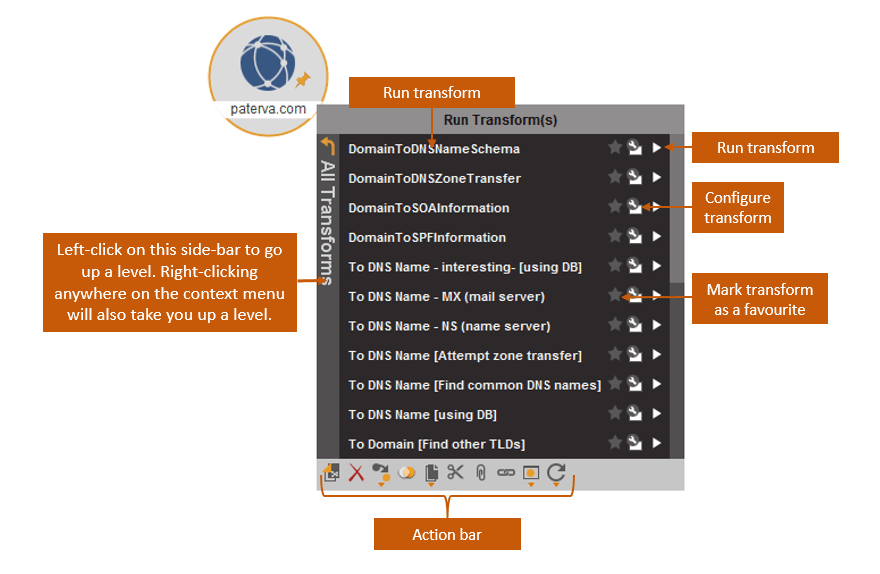 paterva.com
Run transform
Run Transform(s)
All Transforms
DomainToDNSNameSchema
DomainToDNSZoneTransfer
DomainToSOAInformation
DomainToSPFInformation
To DNS Name - interesting- [using DB]
To DNS Name - MX (mail server)
To DNS Name - NS (name server)
To DNS Name [Attempt zone transfer]
To DNS Name [Find common DNS names]
To DNS Name [using DB]
To Domain [Find other TLDs]
Run transform
Configure
transform
Mark transform
as a favourite
Left-click on this side-bar to go
up a level. Right-clicking
anywhere on the context menu
will also take you up a level.
Action bar